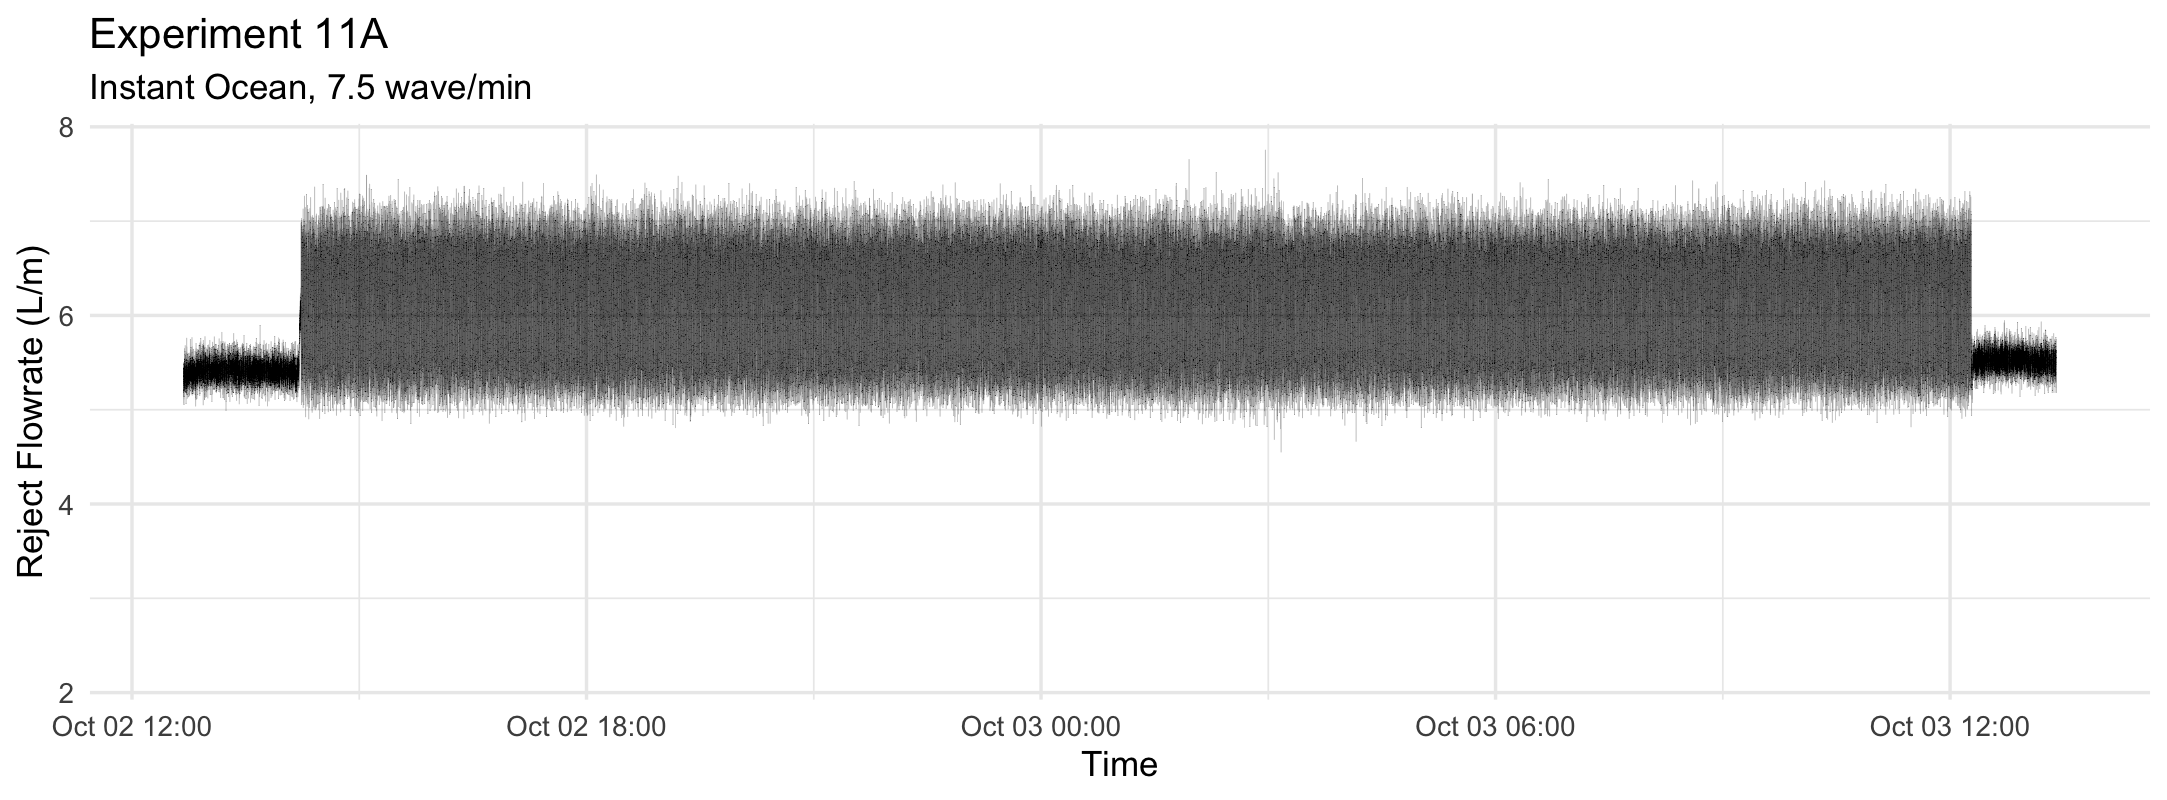 Experiment 11A
Instant Ocean, 7.5 wave/min
8
6
4
2
Reject Flowrate (L/m)
Oct 02 12:00 Oct 02 18:00 Oct 03 00:00 Oct 03 06:00 Oct 03 12:00
Time